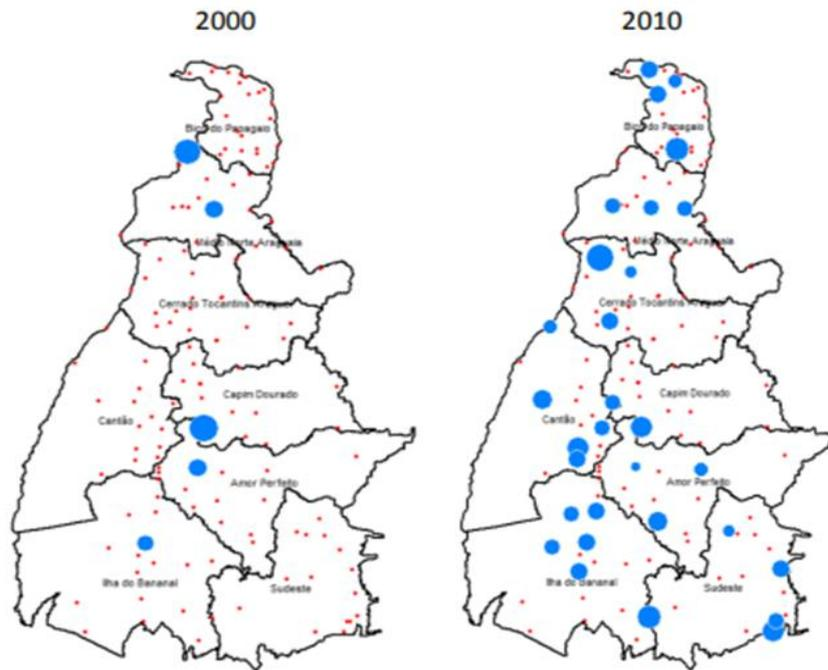 2000
2010
Bico do Papagaio
Médio Norte Araguaia
Cerrado Tocantins Araguaia
Capim Dourado
Cantão
Amor Perfeito
Ilha do Bananal
Sudeste
Bico do Papagaio
Médio Norte Araguaia
Cerrado Tocantins Araguaia
Capim Dourado
Cantão
Amor Perfeito
Ilha do Bananal
Sudeste